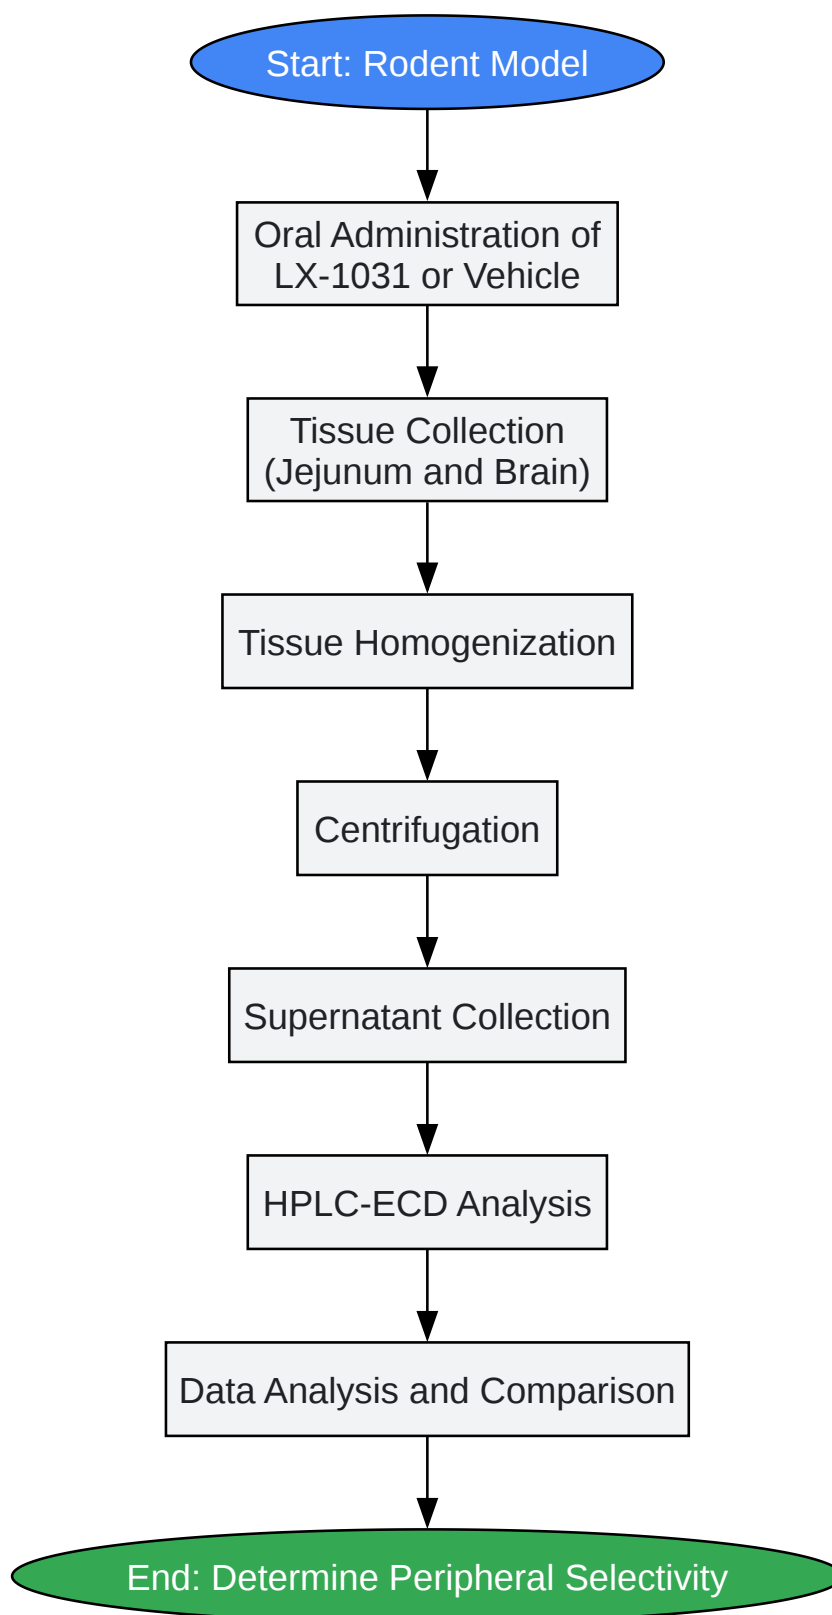 Start: Rodent Model
Oral Administration of
LX-1031 or Vehicle
Tissue Collection
(Jejunum and Brain)
Tissue Homogenization
Centrifugation
Supernatant Collection
HPLC-ECD Analysis
Data Analysis and Comparison
End: Determine Peripheral Selectivity